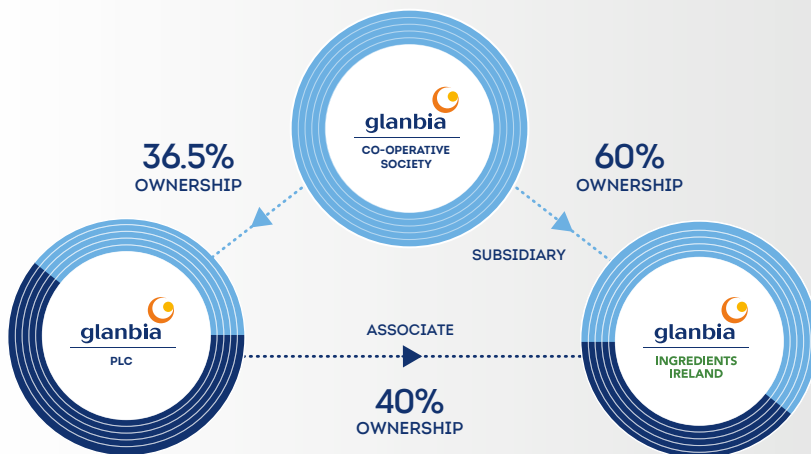 glanbia
CO-OPERATIVE
SOCIETY
36.5%
OWNERSHIP
60%
OWNERSHIP
SUBSIDIARY
glanbia
PLC
ASSOCIATE
40%
OWNERSHIP
glanbia
INGREDIENTS
IRELAND